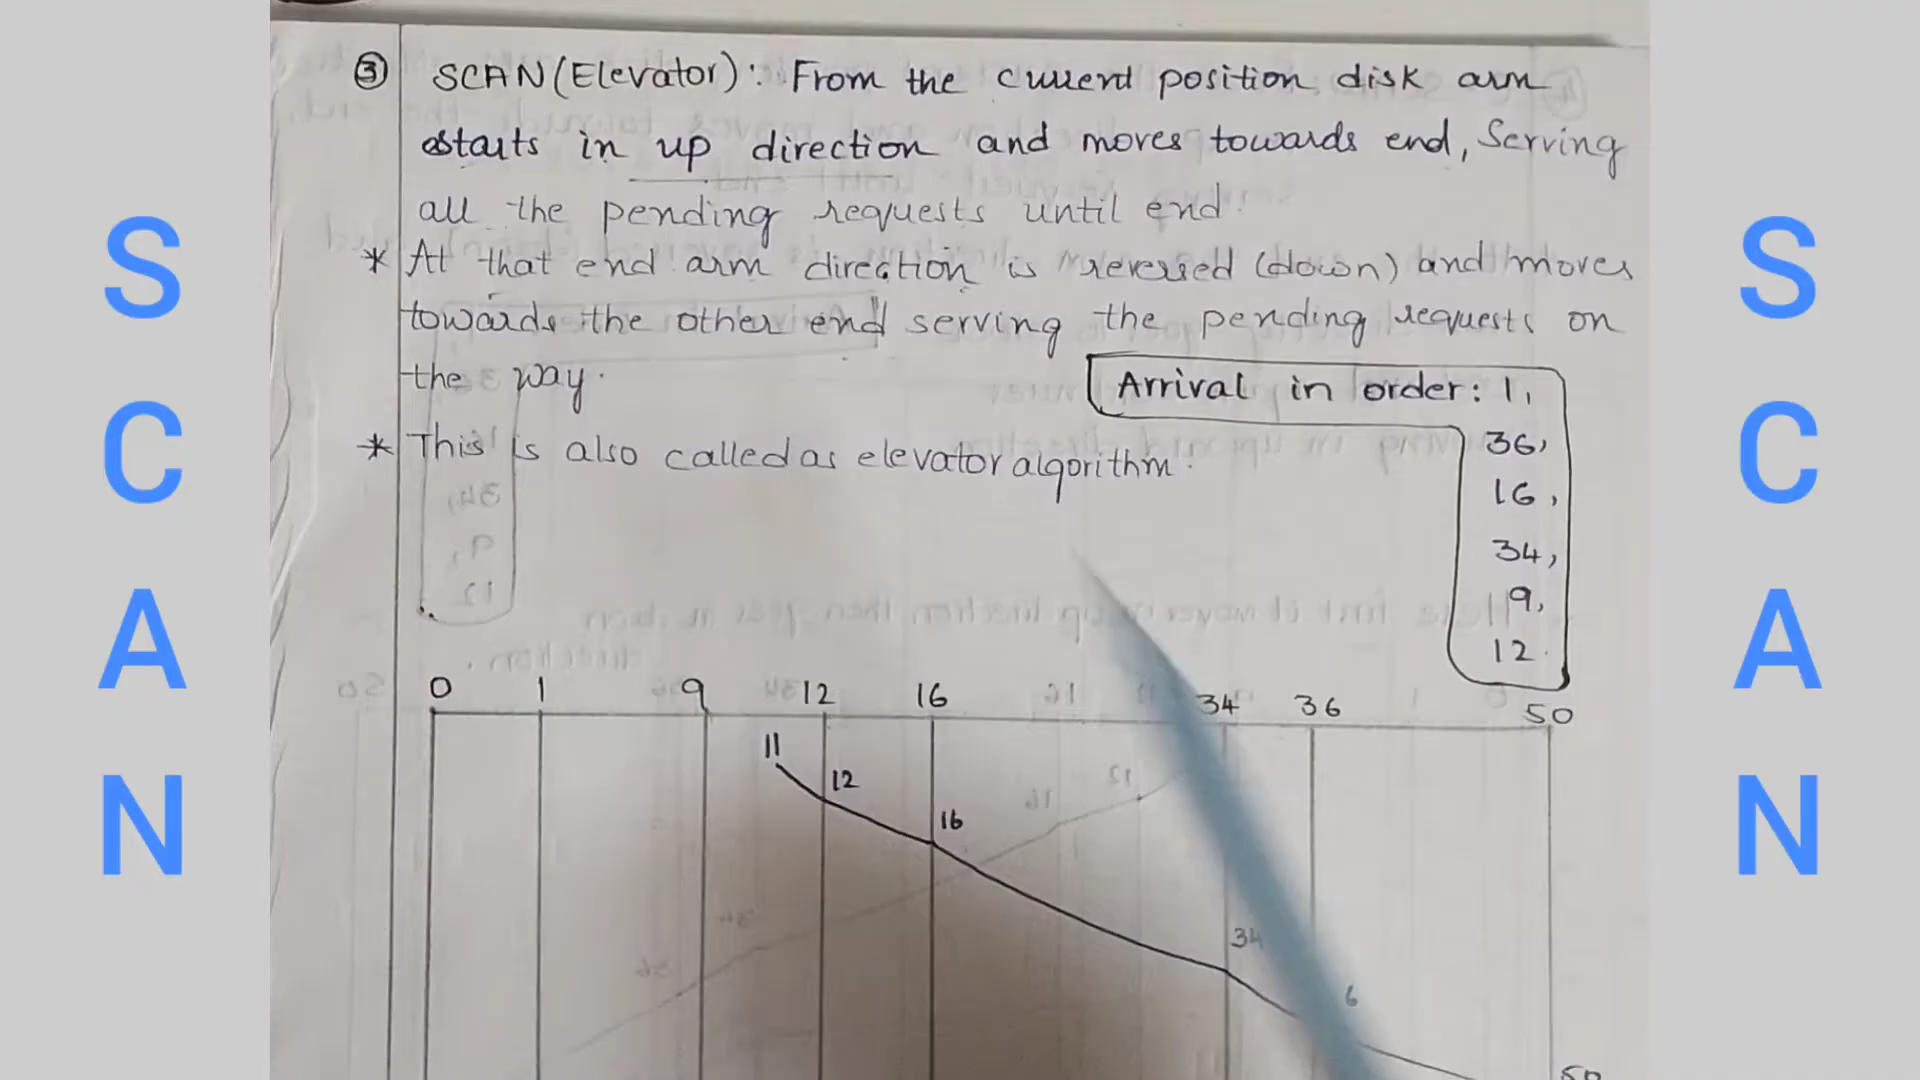 S
C
A
N
③ SCAN (Elevator): From the current position disk arm
starts in up direction and moves towards end, Serving
all the pending requests until end.
* At that end arm direction is reversed (down) and moves
towards the other end serving the pending requests on
the way.
Arrival in order: 1,
36,
16,
34,
9,
12.
* This is also called as elevator algorithm.
0 1 9 12 16 34 36 50
11
12
16
34
6
50
S
C
A
N